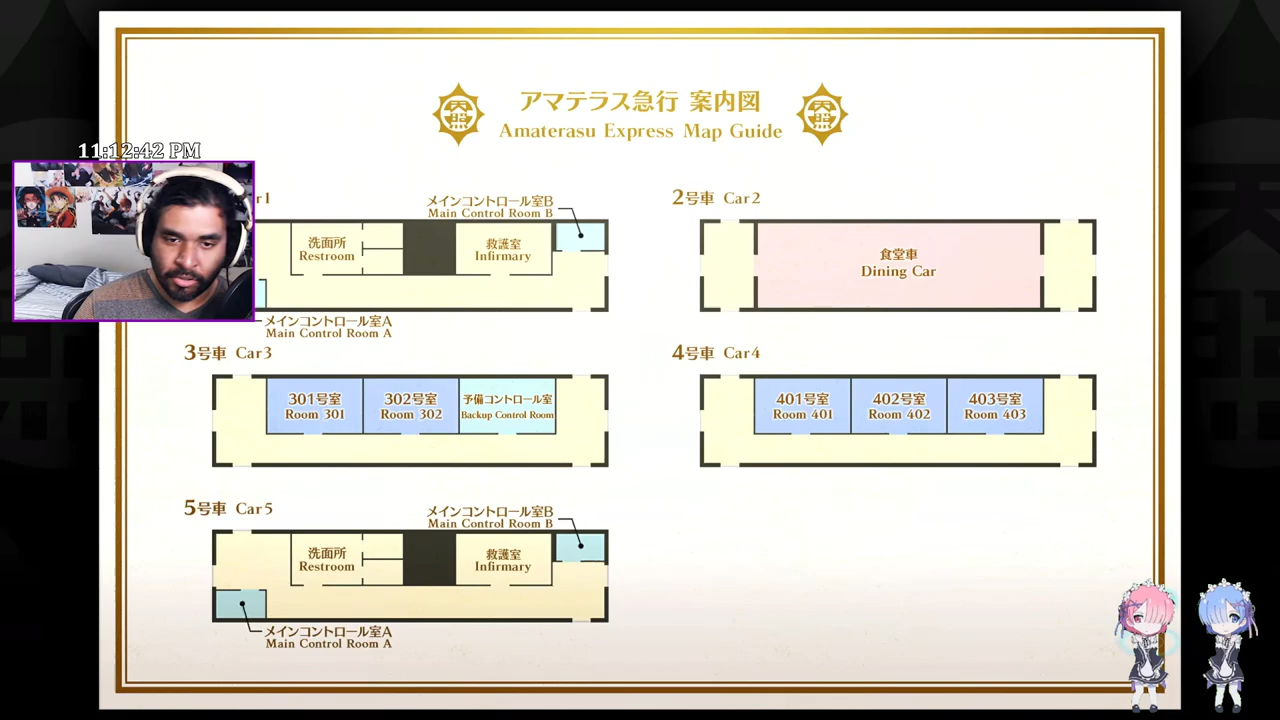 アマテラス急行 案内図
Amaterasu Express Map Guide
11:12:42 PM
r1
メインコントロール室B
Main Control Room B
洗面所
Restroom
救護室
Infirmary
メインコントロール室A
Main Control Room A
2号車 Car2
食堂車
Dining Car
3号車 Car3
301号室
Room 301
302号室
Room 302
予備コントロール室
Backup Control Room
4号車 Car4
401号室
Room 401
402号室
Room 402
403号室
Room 403
5号車 Car5
メインコントロール室B
Main Control Room B
洗面所
Restroom
救護室
Infirmary
メインコントロール室A
Main Control Room A